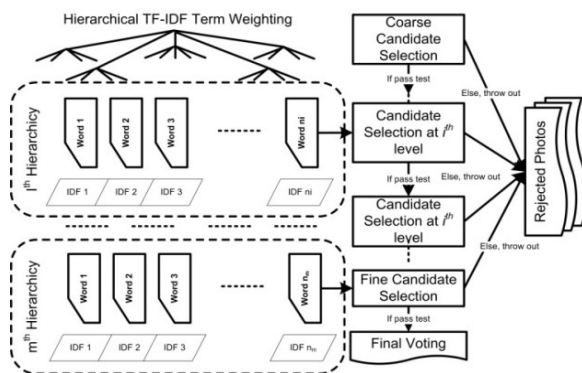 Hierarchical TF-IDF Term Weighting
Coarse
Candidate
Selection
If pass test
Else, throw out
iᵗʰ Hierarchicy
Word 1
Word 2
Word 3
Word ni
IDF 1
IDF 2
IDF 3
IDF ni
Candidate
Selection at iᵗʰ
level
If pass test
Else, throw out
Candidate
Selection at iᵗʰ
level
Else, throw out
Rejected Photos
mᵗʰ Hierarchicy
Word 1
Word 2
Word 3
Word nₘ
IDF 1
IDF 2
IDF 3
IDF nₘ
Fine Candidate
Selection
If pass test
Final Voting